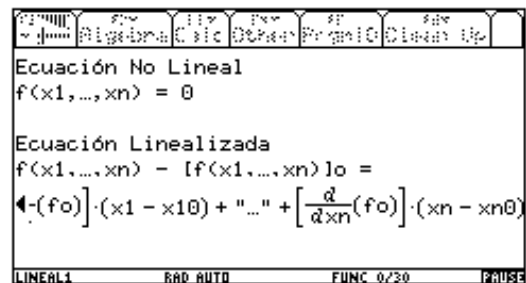 Algebra Calc Other PrgmIO Clean Up
Ecuación No Lineal
f(x1,…,xn) = 0
Ecuación Linealizada
f(x1,…,xn) - [f(x1,…,xn)]o =
◀-(fo)]·(x1 - x10) + "…" + [d/dxn (fo)]·(xn - xn0)
LINEAL1 RAD AUTO FUNC 0/30 PAUSE